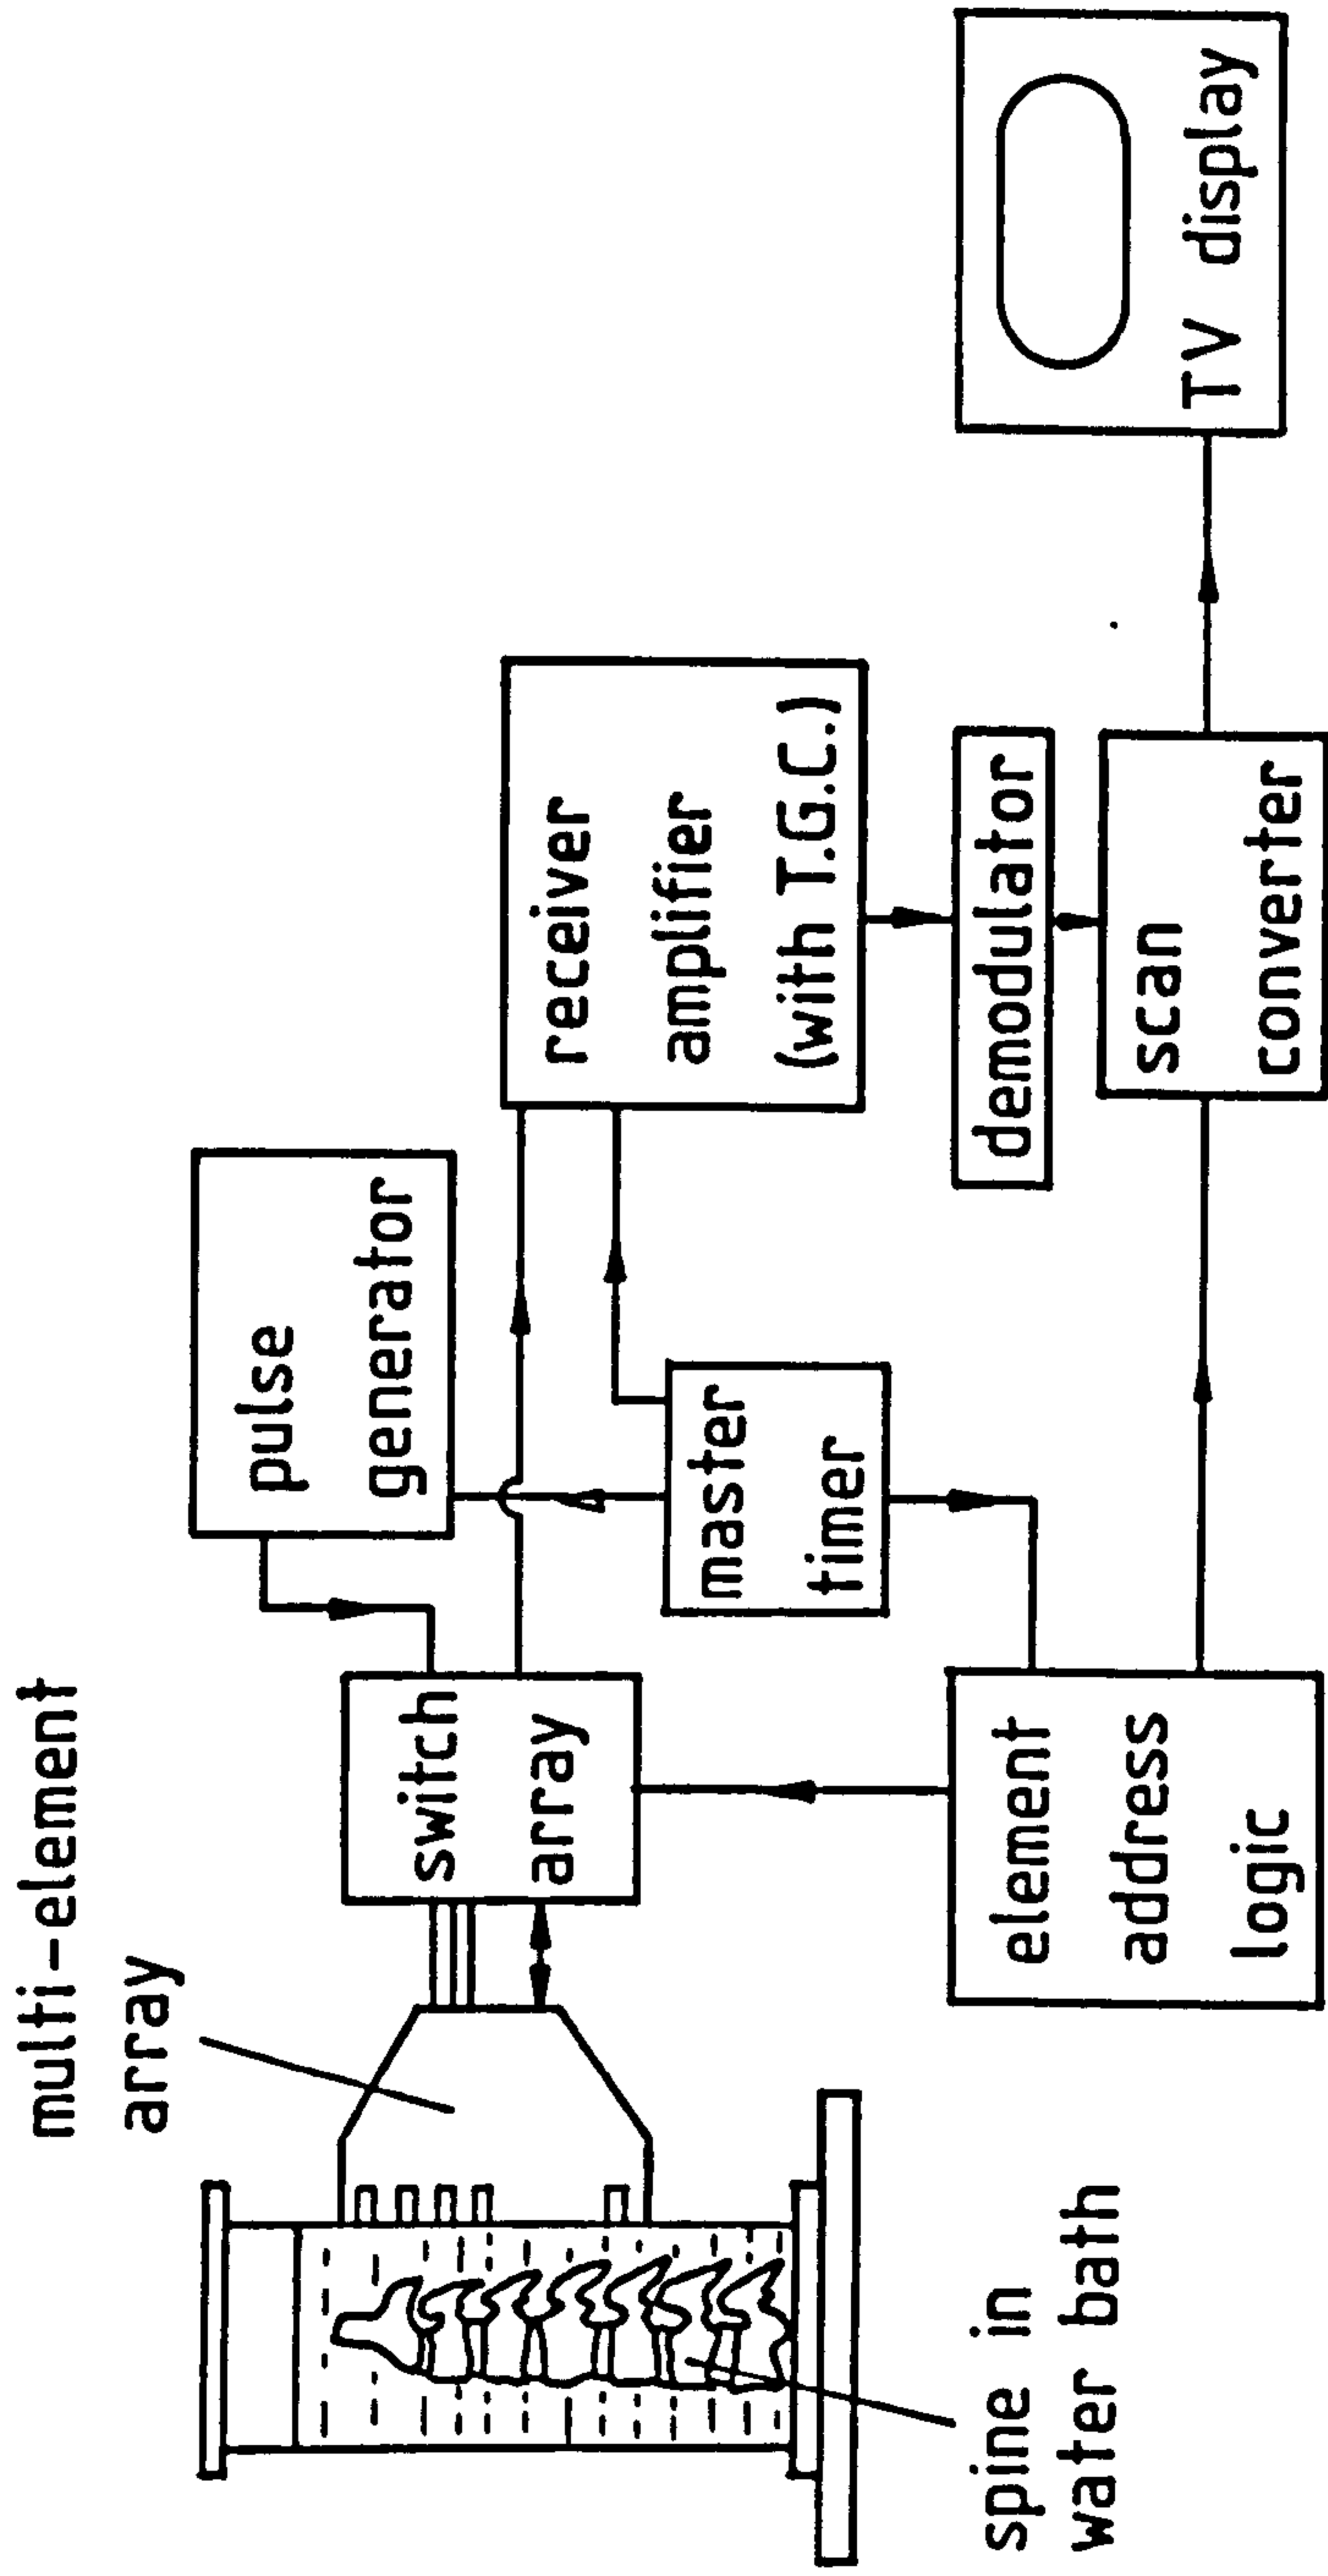 multi-element
array
pulse
generator
switch
array
receiver
amplifier
(with T.G.C.)
master
timer
TV display
demodulator
element
address
logic
scan
converter
spine in
water bath